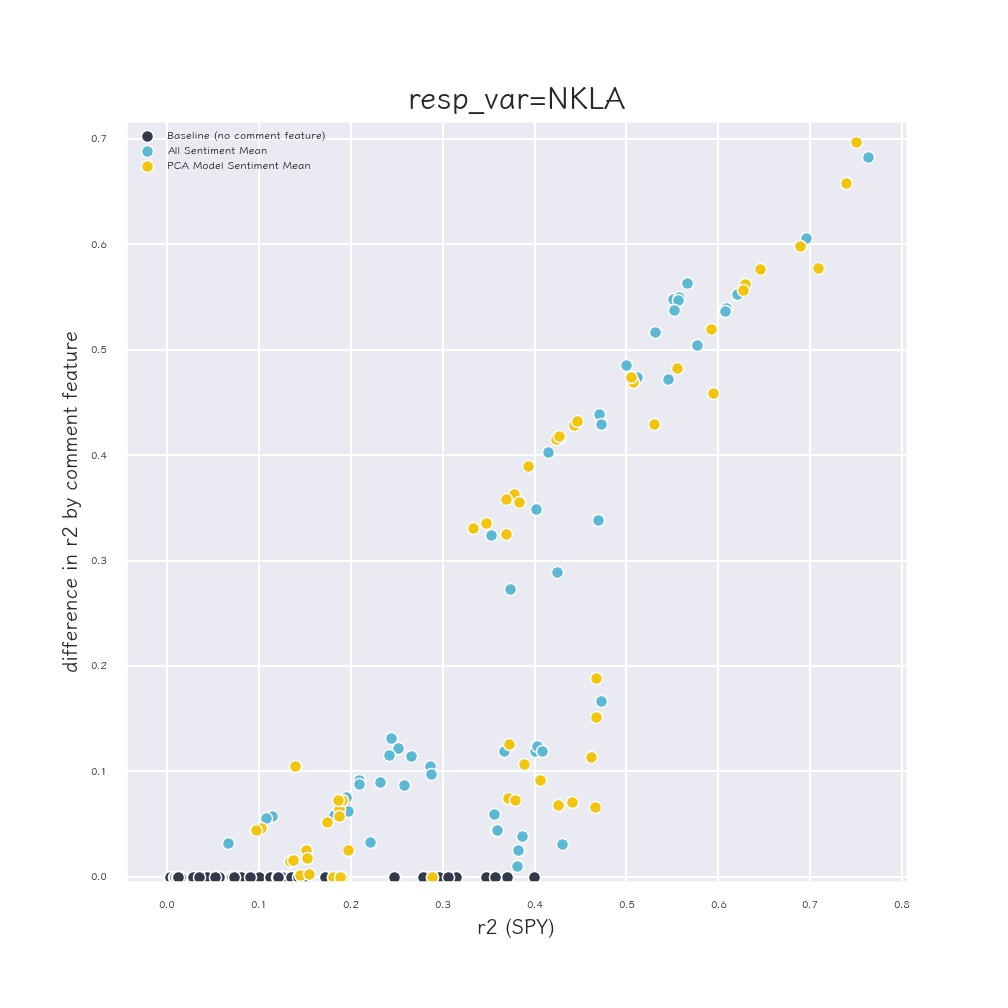 resp_var=NKLA
Baseline (no comment feature)
All Sentiment Mean
PCA Model Sentiment Mean
difference in r2 by comment feature
0.7
0.6
0.5
0.4
0.3
0.2
0.1
0.0
0.0 0.1 0.2 0.3 0.4 0.5 0.6 0.7 0.8
r2 (SPY)